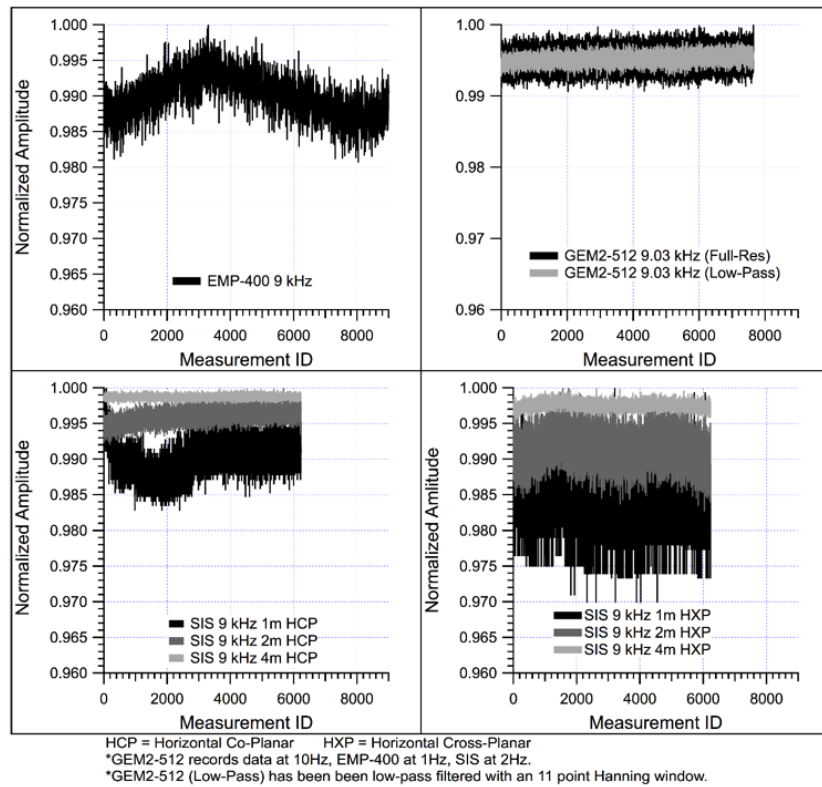 1.000
0.995
0.990
0.985
0.980
0.975
0.970
0.965
0.960
Normalized Amplitude
EMP-400 9 kHz
0 2000 4000 6000 8000
Measurement ID
1.00
0.99
0.98
0.97
0.96
GEM2-512 9.03 kHz (Full-Res)
GEM2-512 9.03 kHz (Low-Pass)
0 2000 4000 6000 8000
Measurement ID
1.000
0.995
0.990
0.985
0.980
0.975
0.970
0.965
0.960
Normalized Amplitude
SIS 9 kHz 1m HCP
SIS 9 kHz 2m HCP
SIS 9 kHz 4m HCP
0 2000 4000 6000 8000
Measurement ID
1.000
0.995
0.990
0.985
0.980
0.975
0.970
0.965
0.960
Normalized Amlitude
SIS 9 kHz 1m HXP
SIS 9 kHz 2m HXP
SIS 9 kHz 4m HXP
0 2000 4000 6000 8000
Measurement ID
HCP = Horizontal Co-Planar HXP = Horizontal Cross-Planar
*GEM2-512 records data at 10Hz, EMP-400 at 1Hz, SIS at 2Hz.
*GEM2-512 (Low-Pass) has been been low-pass filtered with an 11 point Hanning window.